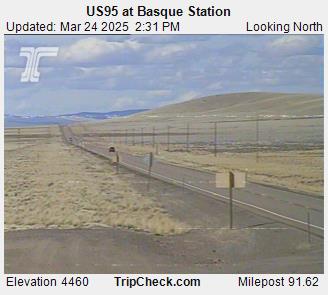 US95 at Basque Station
Updated: Mar 24 2025 2:31 PM Looking North
Elevation 4460 TripCheck.com Milepost 91.62